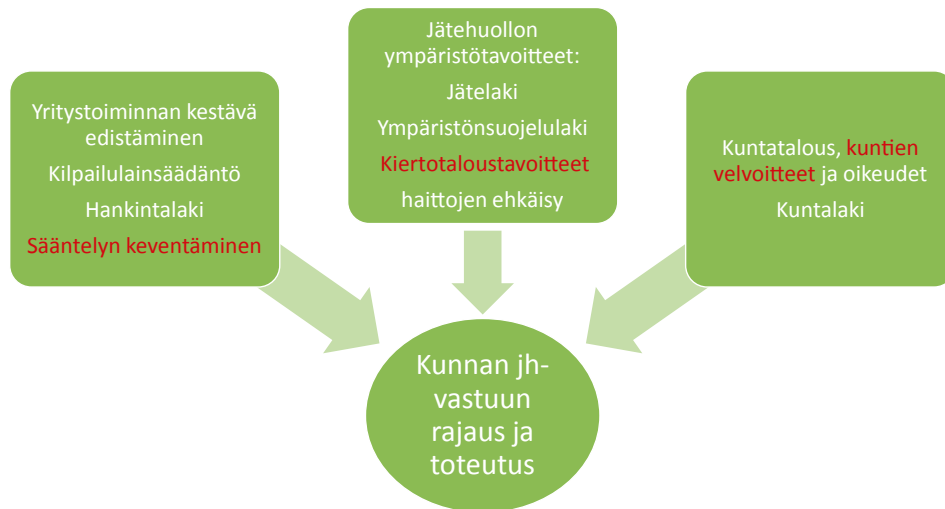 Yritystoiminnan kestävä
edistäminen
Kilpailulainsäädäntö
Hankintalaki
Sääntelyn keventäminen
Jätehuollon
ympäristötavoitteet:
Jätelaki
Ympäristönsuojelulaki
Kiertotaloustavoitteet
haittojen ehkäisy
Kuntatalous, kuntien
velvoitteet ja oikeudet
Kuntalaki
Kunnan jh-
vastuun
rajaus ja
toteutus